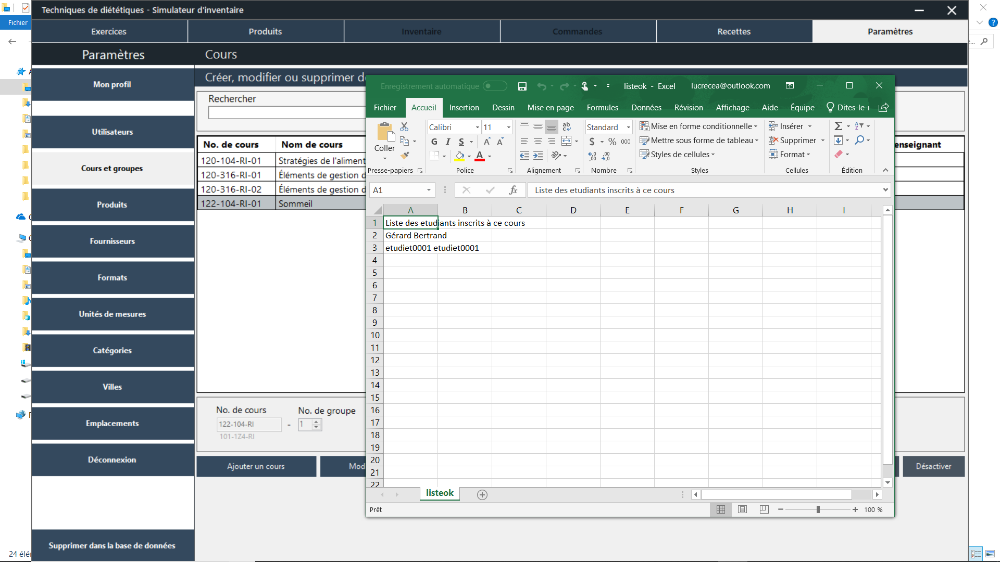 Techniques de diététiques - Simulateur d'inventaire
Fichier
Exercices
Produits
Inventaire
Commandes
Recettes
Paramètres
Paramètres
Cours
Mon profil
Utilisateurs
Cours et groupes
Produits
Fournisseurs
Formats
Unités de mesures
Catégories
Villes
Emplacements
Déconnexion
Supprimer dans la base de données
24 élé
Créer, modifier ou supprimer d
Rechercher
No. de cours Nom de cours
enseignant
120-104-RI-01 Stratégies de l'aliment
120-316-RI-01 Éléments de gestion d
120-316-RI-02 Éléments de gestion d
122-104-RI-01 Sommeil
No. de cours No. de groupe
122-104-RI - 1
101-1Z4-RI
Ajouter un cours
Mod
Désactiver
Enregistrement automatique
listeok - Excel
lucrecea@outlook.com
Fichier Accueil Insertion Dessin Mise en page Formules Données Révision Affichage Aide Équipe Dites-le-
Coller
Presse-papiers
Calibri 11
G I S A A
A
Police
ab
Alignement
Standard
$ % 000
,00
,0
Nombre
Mise en forme conditionnelle
Mettre sous forme de tableau
Styles de cellules
Styles
Insérer
Supprimer
Format
Cellules
Édition
A1
fx
Liste des etudiants inscrits à ce cours
A B C D E F G H I
1 Liste des etudiants inscrits à ce cours
2 Gérard Bertrand
3 etudiet0001 etudiet0001
4
5
6
7
8
9
10
11
12
13
14
15
16
17
18
19
20
21
22
listeok
Prêt
100 %